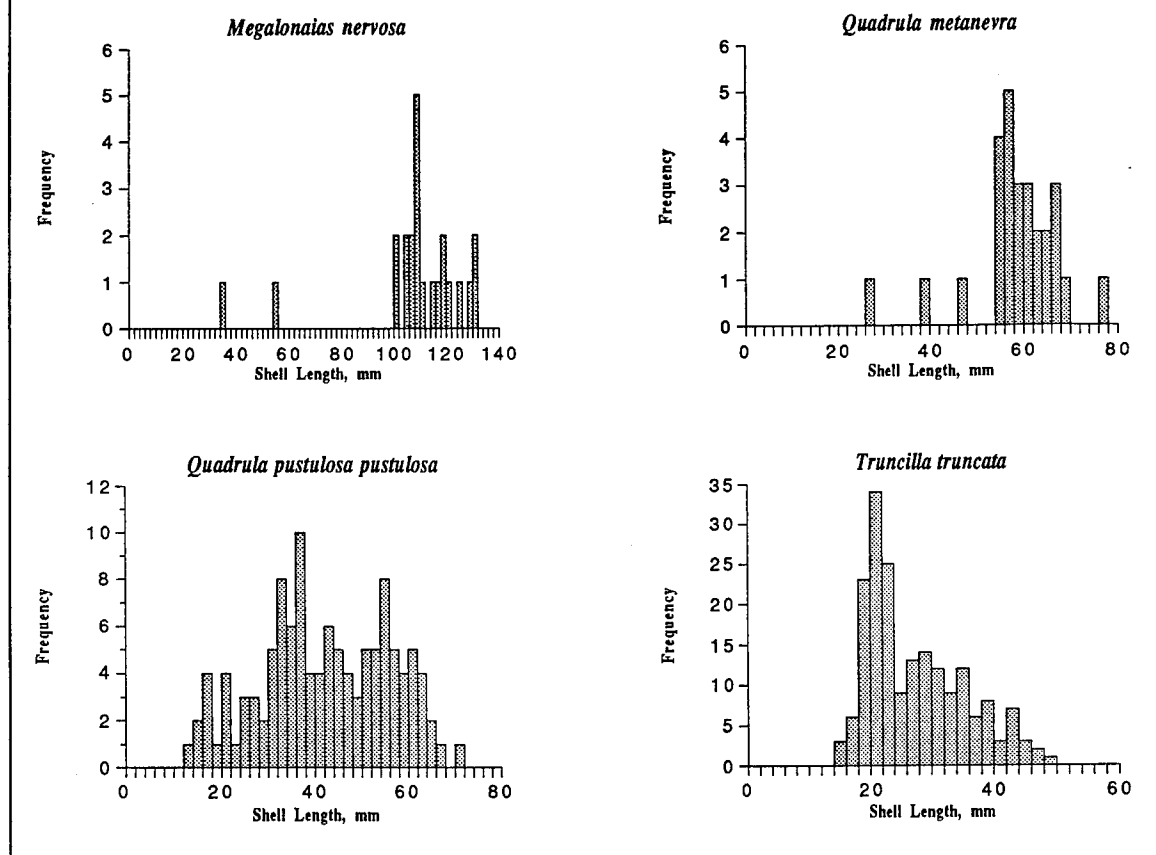 Megalonaias nervosa
6
5
4
3
2
1
0
Frequency
0 20 40 60 80 100 120 140
Shell Length, mm
Quadrula metanevra
6
5
4
3
2
1
0
Frequency
0 20 40 60 80
Shell Length, mm
Quadrula pustulosa pustulosa
12
10
8
6
4
2
0
Frequency
0 20 40 60 80
Shell Length, mm
Truncilla truncata
35
30
25
20
15
10
5
0
Frequency
0 20 40 60
Shell Length, mm